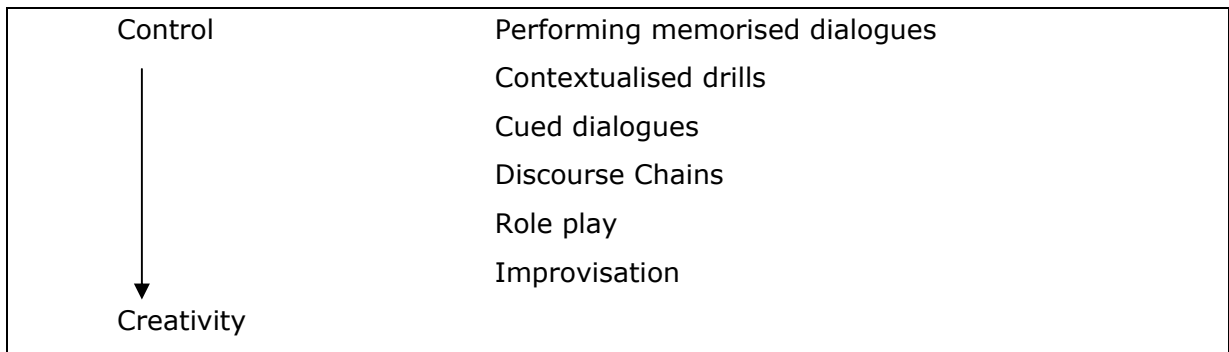 Control Performing memorised dialogues
Contextualised drills
Cued dialogues
Discourse Chains
Role play
Improvisation
Creativity